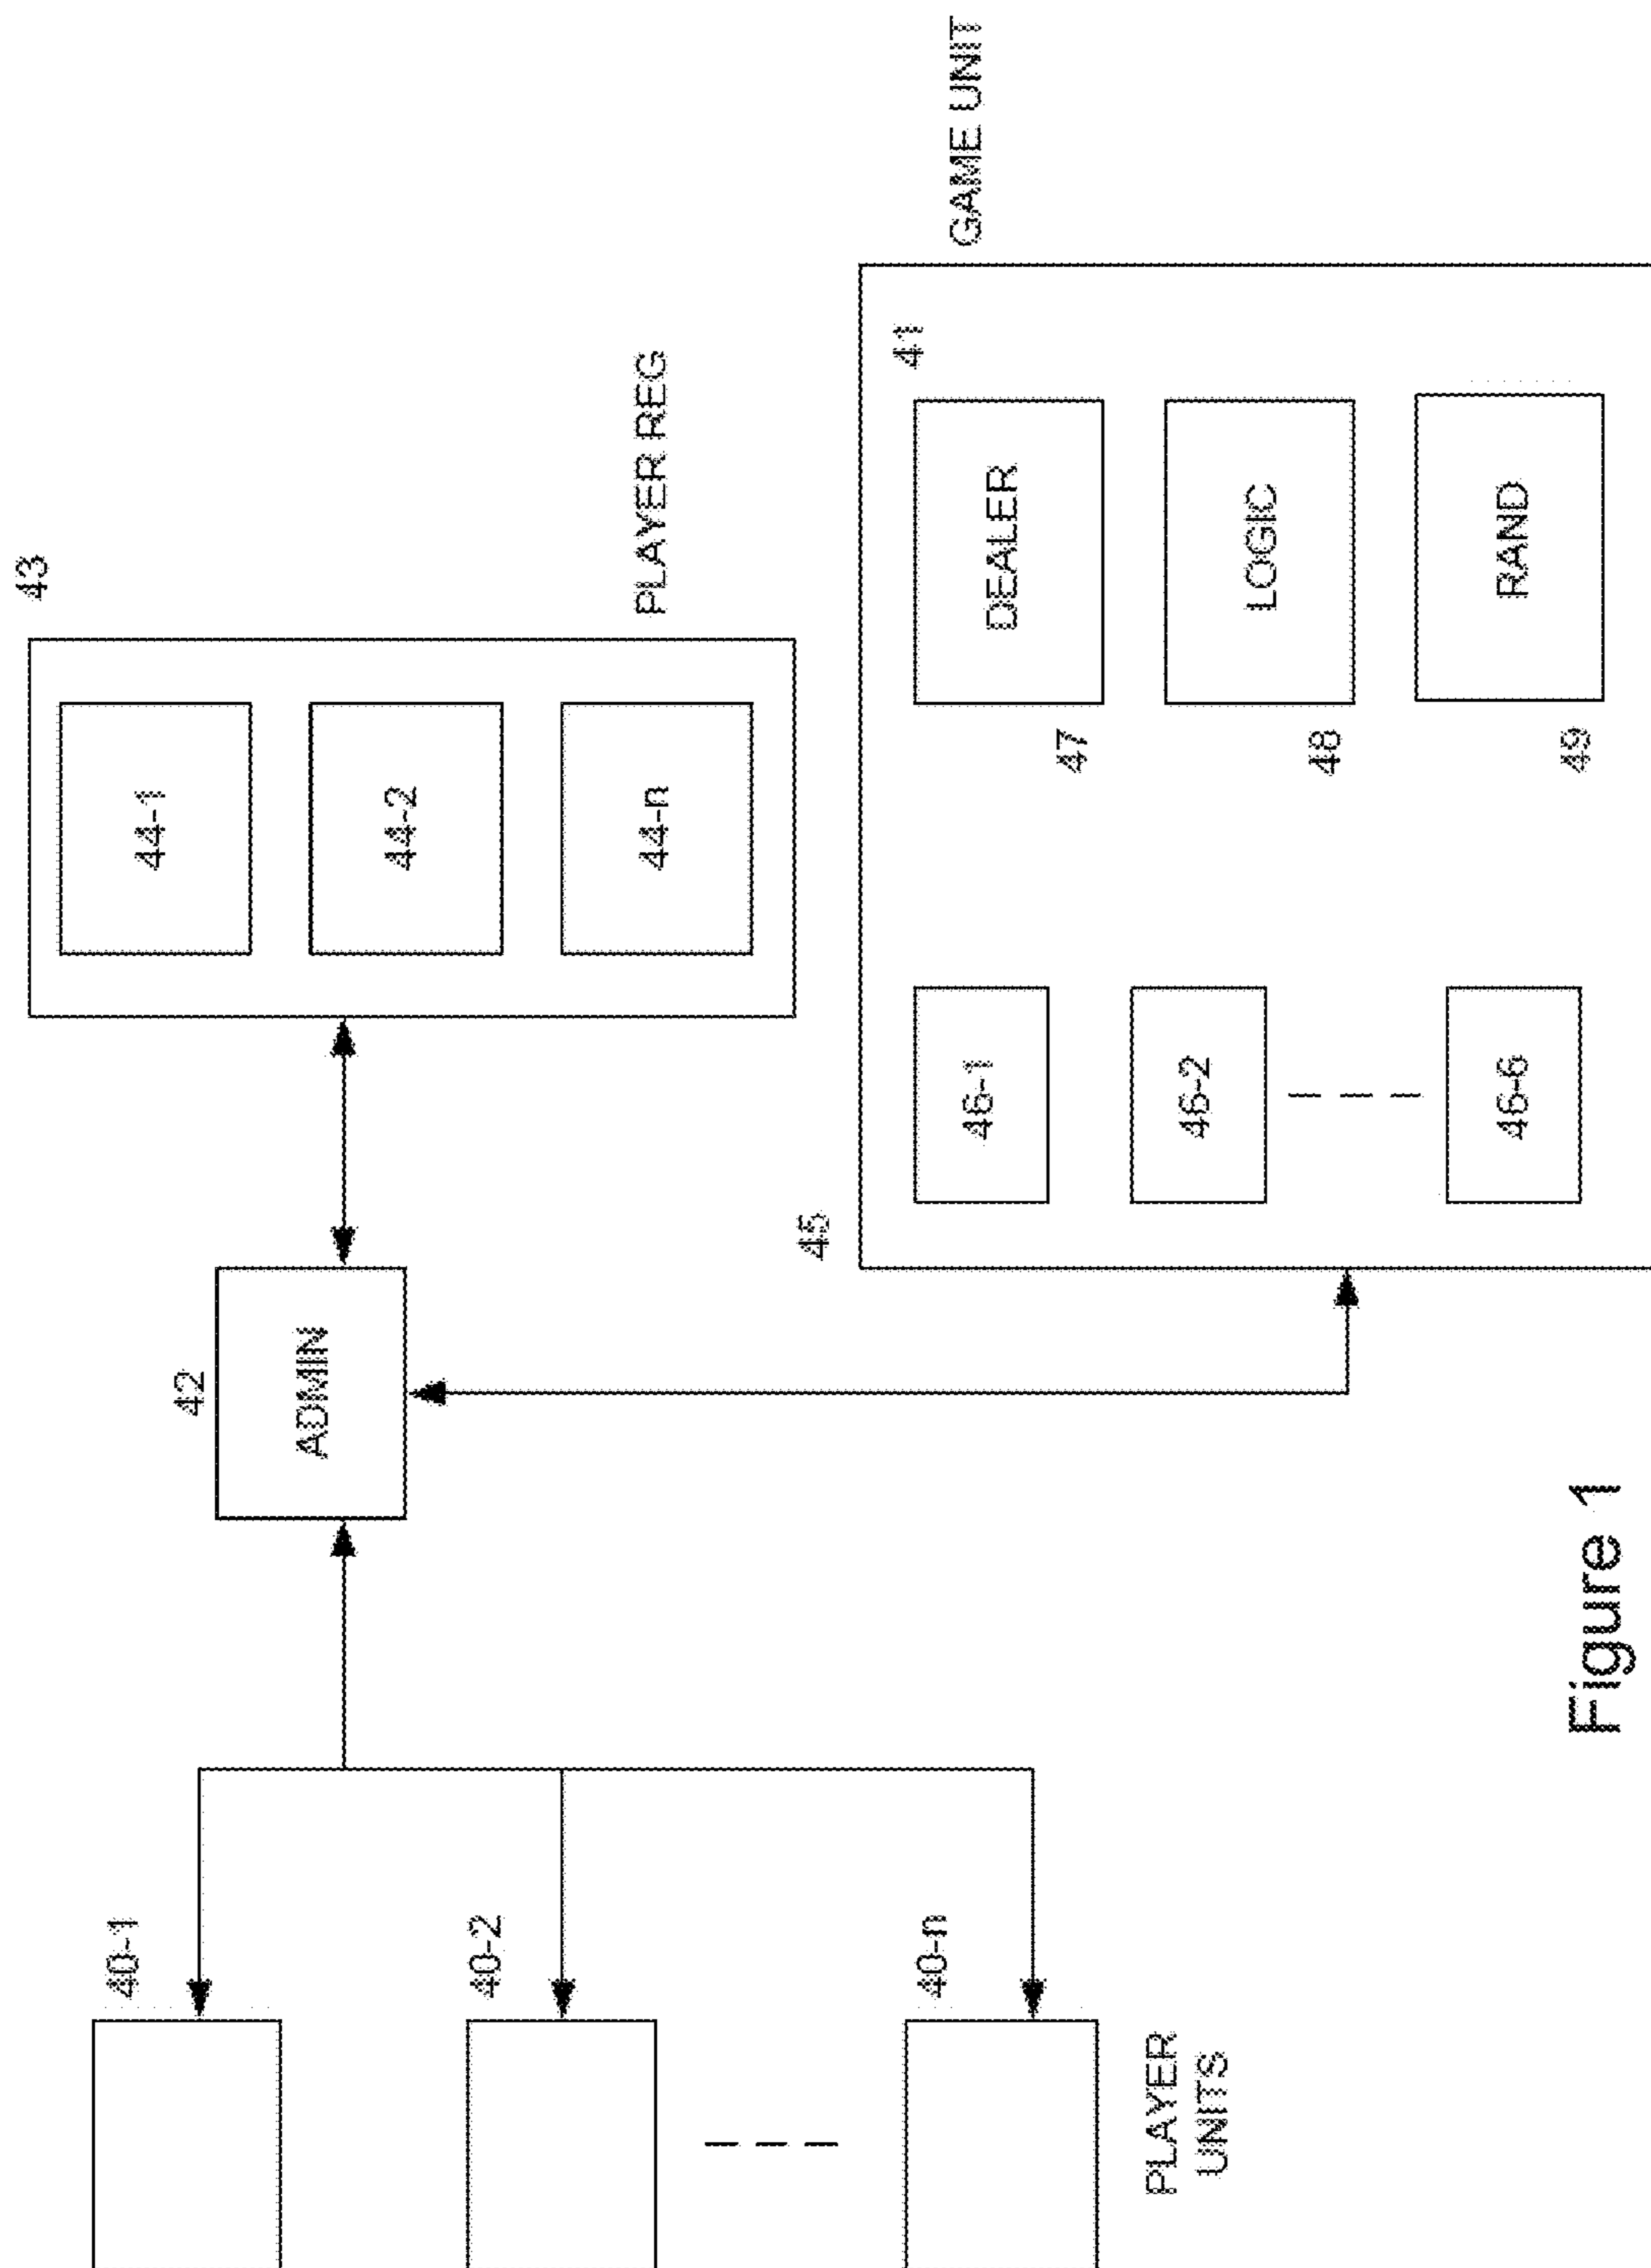 43
44-1
44-2
44-n
PLAYER REG
42
ADMIN
40-1
40-2
40-n
PLAYER
UNITS
GAME UNIT
45
41
46-1
46-2
46-6
DEALER
47
LOGIC
48
RAND
49
Figure 1